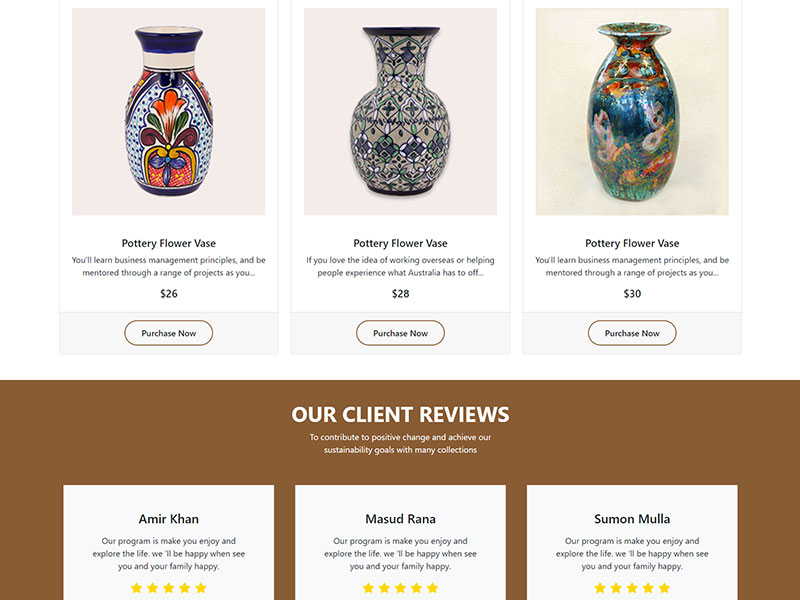 Pottery Flower Vase
You'll learn business management principles, and be
mentored through a range of projects as you...
$26
Purchase Now
Pottery Flower Vase
If you love the idea of working overseas or helping
people experience what Australia has to off...
$28
Purchase Now
Pottery Flower Vase
You'll learn business management principles, and be
mentored through a range of projects as you...
$30
Purchase Now
OUR CLIENT REVIEWS
To contribute to positive change and achieve our
sustainability goals with many collections
Amir Khan
Our program is make you enjoy and
explore the life. we 'll be happy when see
you and your family happy.
Masud Rana
Our program is make you enjoy and
explore the life. we 'll be happy when see
you and your family happy.
Sumon Mulla
Our program is make you enjoy and
explore the life. we 'll be happy when see
you and your family happy.